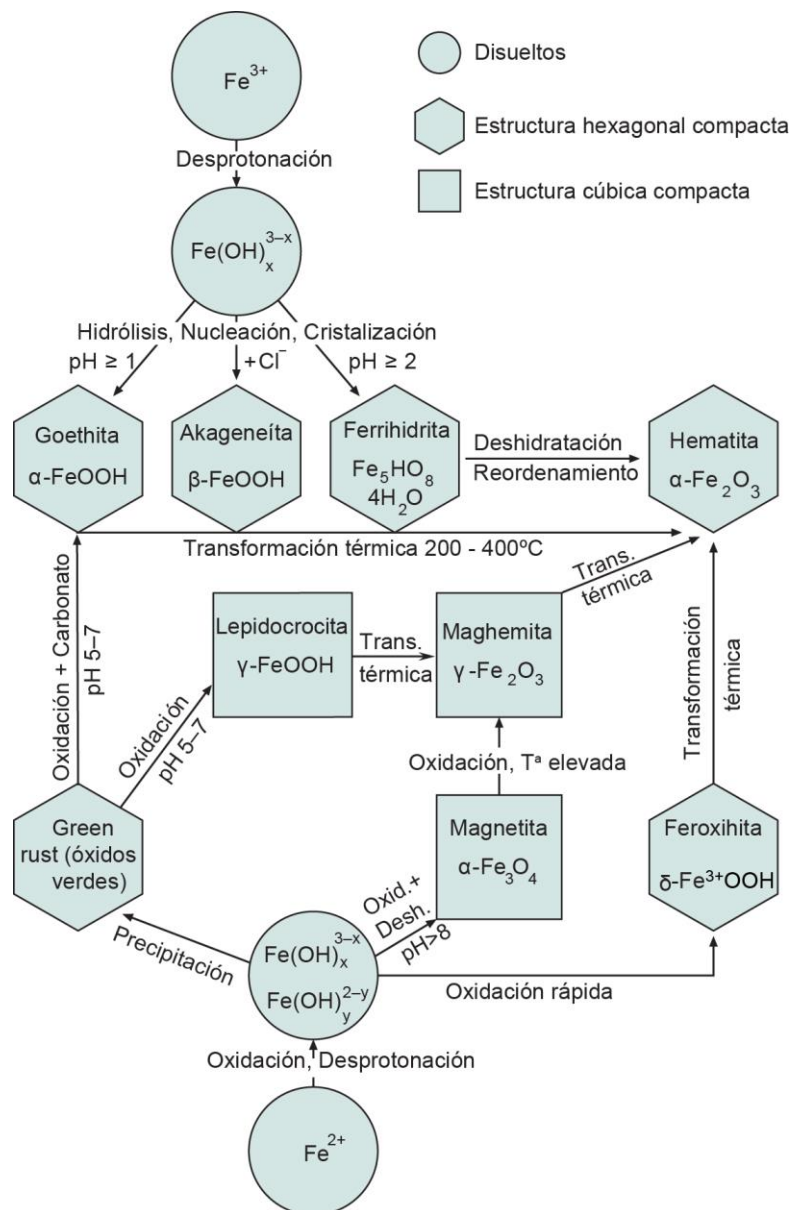 Fe³⁺
Disueltos
Estructura hexagonal compacta
Estructura cúbica compacta
Desprotonación
Fe(OH)ₓ³⁻ˣ
Hidrólisis, Nucleación, Cristalización
pH ≥ 1
+Cl⁻
pH ≥ 2
Goethita
α-FeOOH
Akageneíta
β-FeOOH
Ferrihidrita
Fe₅HO₈
4H₂O
Deshidratación
Reordenamiento
Hematita
α-Fe₂O₃
Transformación térmica 200 - 400ºC
Oxidación + Carbonato
pH 5–7
Oxidación
pH 5–7
Lepidocrocita
γ-FeOOH
Trans.
térmica
Maghemita
γ-Fe₂O₃
Trans.
térmica
Transformación
térmica
Oxidación, Tª elevada
Green
rust (óxidos
verdes)
Magnetita
α-Fe₃O₄
Feroxihita
δ-Fe³⁺OOH
Precipitación
Oxid.+
Desh.
pH>8
Fe(OH)ₓ³⁻ˣ
Fe(OH)y²⁻ʸ
Oxidación rápida
Oxidación, Desprotonación
Fe²⁺